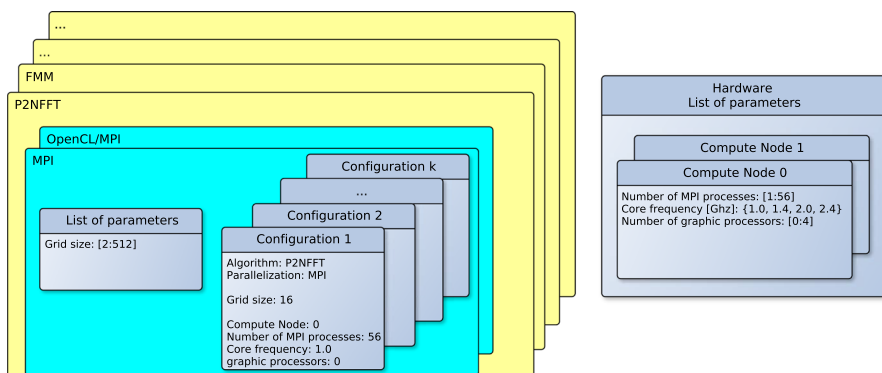 ...
...
FMM
P2NFFT
OpenCL/MPI
MPI
List of parameters
Grid size: [2:512]
Configuration k
...
Configuration 2
Configuration 1
Algorithm: P2NFFT
Parallelization: MPI
Grid size: 16
Compute Node: 0
Number of MPI processes: 56
Core frequency: 1.0
graphic processors: 0
Hardware
List of parameters
Compute Node 1
Compute Node 0
Number of MPI processes: [1:56]
Core frequency [Ghz]: {1.0, 1.4, 2.0, 2.4}
Number of graphic processors: [0:4]